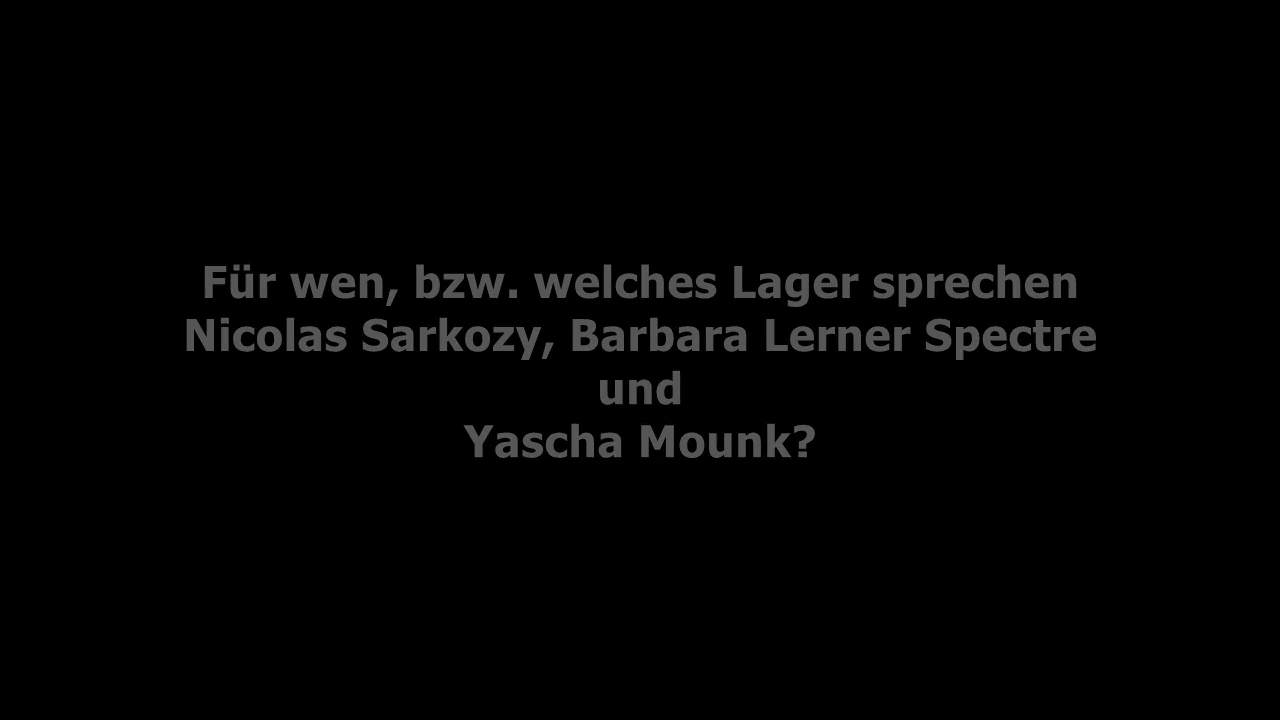 Für wen, bzw. welches Lager sprechen
Nicolas Sarkozy, Barbara Lerner Spectre
und
Yascha Mounk?